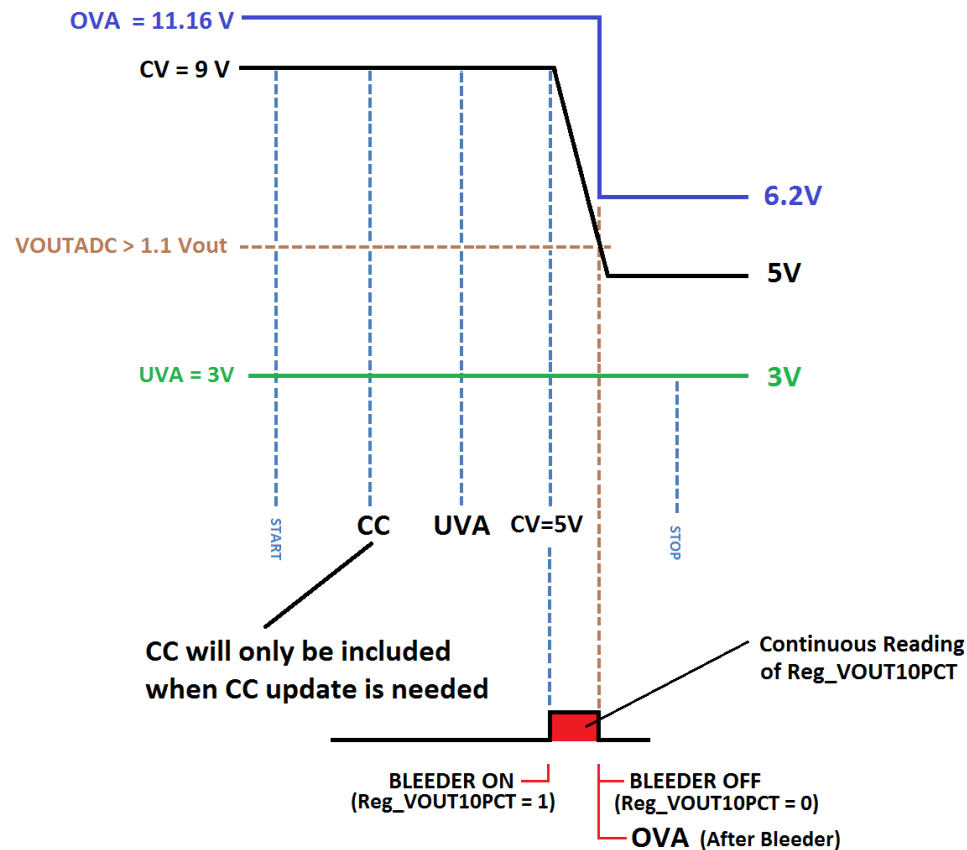 OVA = 11.16 V
CV = 9 V
6.2V
VOUTADC > 1.1 Vout
5V
UVA = 3V
3V
START
CC
UVA
CV=5V
STOP
CC will only be included
when CC update is needed
Continuous Reading
of Reg_VOUT10PCT
BLEEDER ON
(Reg_VOUT10PCT = 1)
BLEEDER OFF
(Reg_VOUT10PCT = 0)
OVA (After Bleeder)